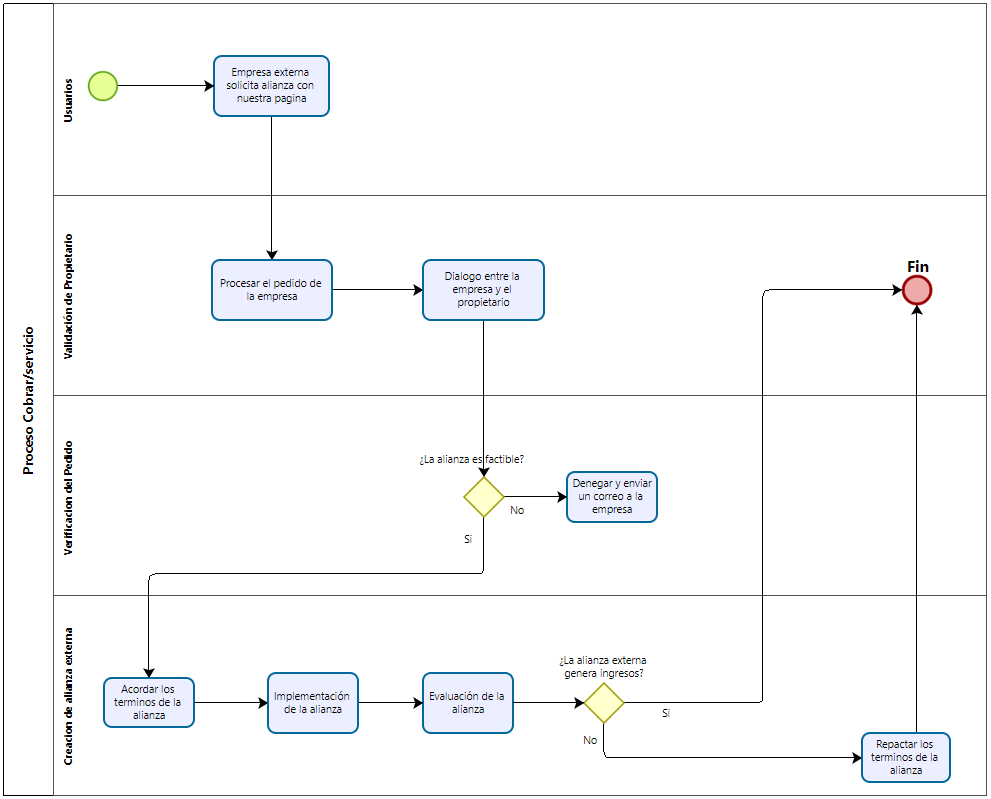 Proceso Cobrar/servicio
Usuarios
Empresa externa
solicita alianza con
nuestra pagina
Validación de Propietario
Procesar el pedido de
la empresa
Dialogo entre la
empresa y el
propietario
Fin
Verificacion del Pedido
¿La alianza es factible?
No
Si
Denegar y enviar
un correo a la
empresa
Creacion de alianza externa
Acordar los
terminos de la
alianza
Implementación
de la alianza
Evaluación de la
alianza
¿La alianza externa
genera ingresos?
Si
No
Repactar los
terminos de la
alianza